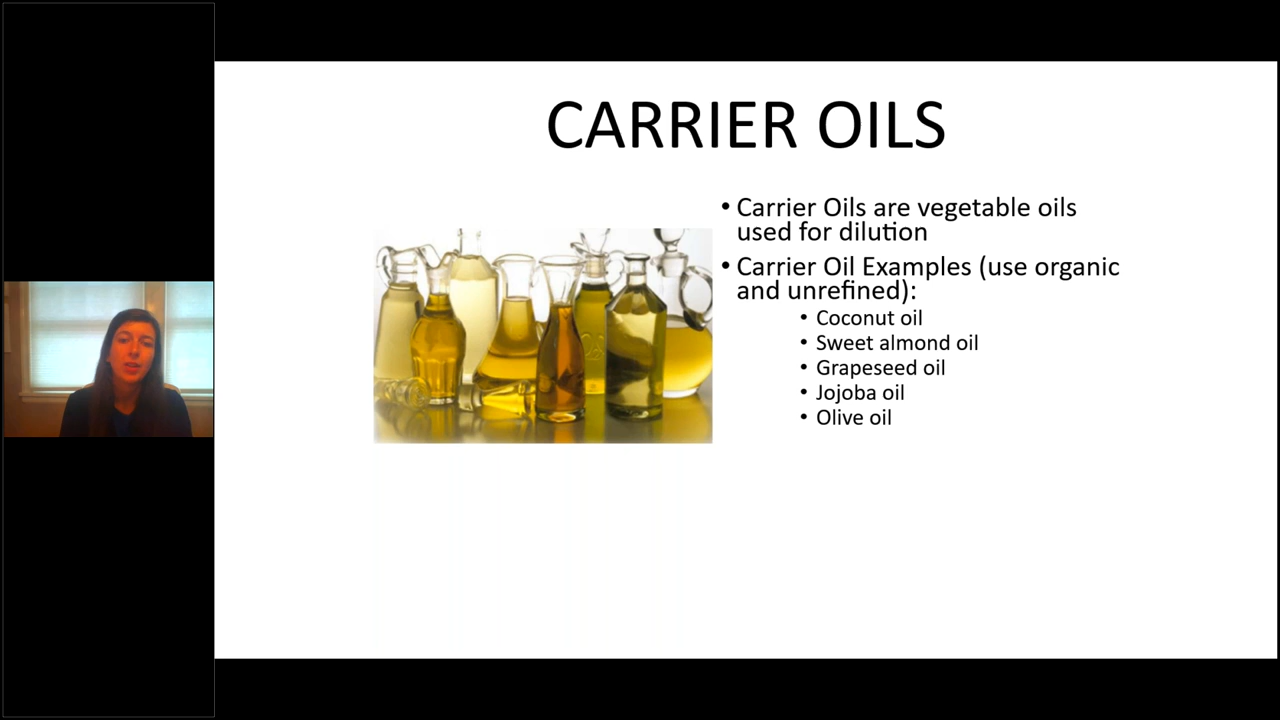 CARRIER OILS
• Carrier Oils are vegetable oils
used for dilution
• Carrier Oil Examples (use organic
and unrefined):
• Coconut oil
• Sweet almond oil
• Grapeseed oil
• Jojoba oil
• Olive oil